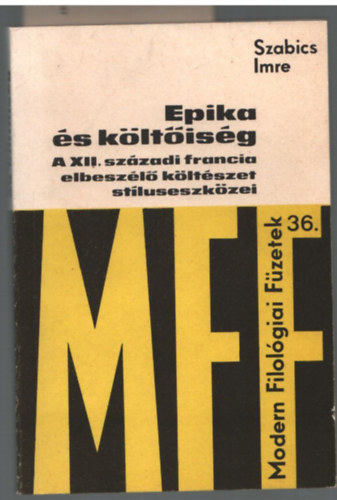 Szabics
Imre
Epika
és költőiség
A XII. századi francia
elbeszélő költészet
stíluseszközei
MFF
36.
Modern Filológiai Füzetek